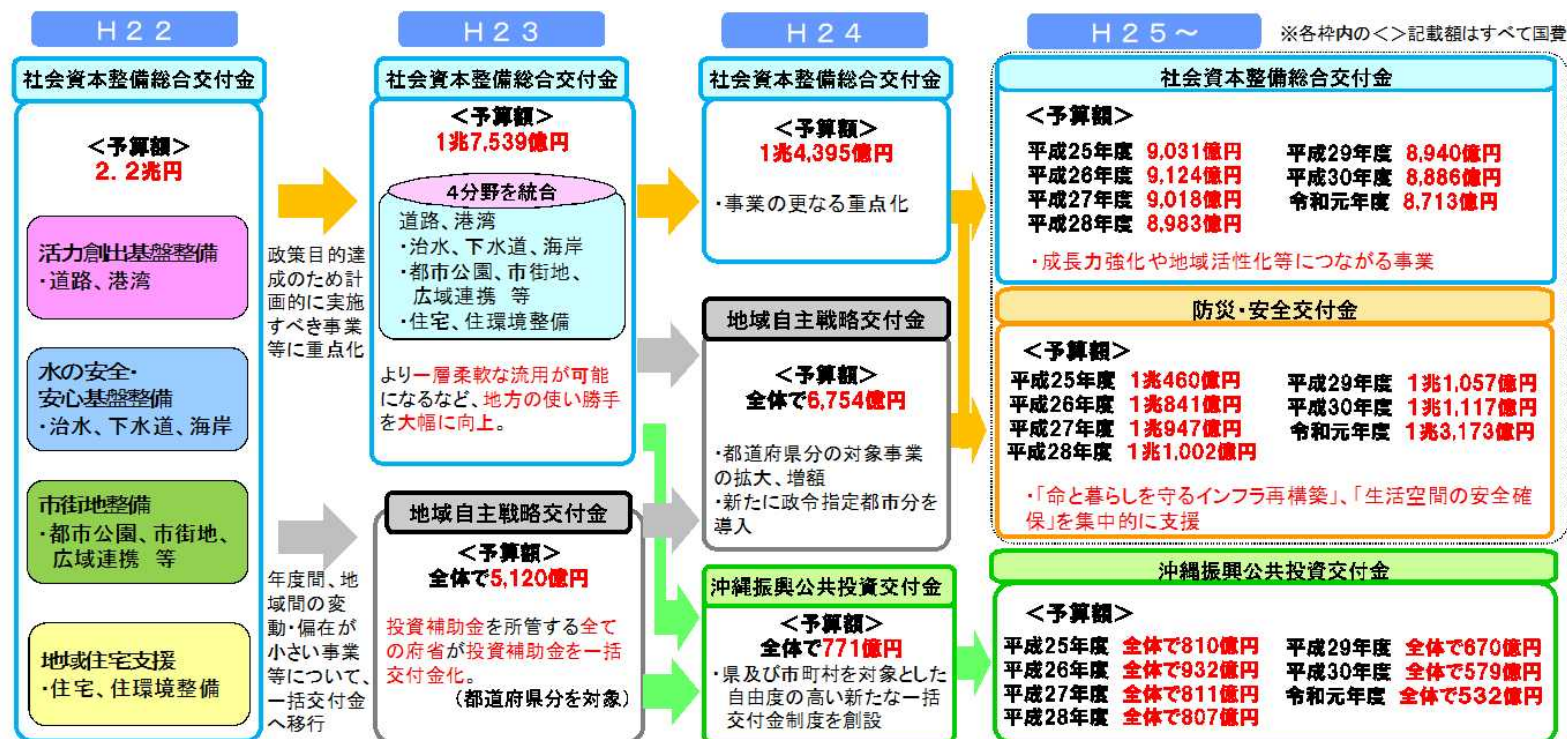 H22
H23
H24
H25～
※各枠内の<>記載額はすべて国費
社会資本整備総合交付金
<予算額>
2.2兆円
活力創出基盤整備
・道路、港湾
水の安全・
安心基盤整備
・治水、下水道、海岸
市街地整備
・都市公園、市街地、
広域連携 等
地域住宅支援
・住宅、住環境整備
政策目的達
成のため計
画的に実施
すべき事業
等に重点化
年度間、地
域間の変
動・偏在が
小さい事業
等について、
一括交付金
へ移行
社会資本整備総合交付金
<予算額>
1兆7,539億円
4分野を統合
道路、港湾
・治水、下水道、海岸
・都市公園、市街地、
広域連携 等
・住宅、住環境整備
より一層柔軟な流用が可能
になるなど、地方の使い勝手
を大幅に向上。
地域自主戦略交付金
<予算額>
全体で5,120億円
投資補助金を所管する全て
の府省が投資補助金を一括
交付金化。
(都道府県分を対象)
社会資本整備総合交付金
<予算額>
1兆4,395億円
・事業の更なる重点化
地域自主戦略交付金
<予算額>
全体で6,754億円
・都道府県分の対象事業
の拡大、増額
・新たに政令指定都市分を
導入
沖縄振興公共投資交付金
<予算額>
全体で771億円
・県及び市町村を対象とした
自由度の高い新たな一括
交付金制度を創設
社会資本整備総合交付金
<予算額>
平成25年度 9,031億円 平成29年度 8,940億円
平成26年度 9,124億円 平成30年度 8,886億円
平成27年度 9,018億円 令和元年度 8,713億円
平成28年度 8,983億円
・成長力強化や地域活性化等につながる事業
防災・安全交付金
<予算額>
平成25年度 1兆460億円 平成29年度 1兆1,057億円
平成26年度 1兆841億円 平成30年度 1兆1,117億円
平成27年度 1兆947億円 令和元年度 1兆3,173億円
平成28年度 1兆1,002億円
・「命と暮らしを守るインフラ再構築」、「生活空間の安全確
保」を集中的に支援
沖縄振興公共投資交付金
<予算額>
平成25年度 全体で810億円 平成29年度 全体で670億円
平成26年度 全体で932億円 平成30年度 全体で579億円
平成27年度 全体で811億円 令和元年度 全体で532億円
平成28年度 全体で807億円